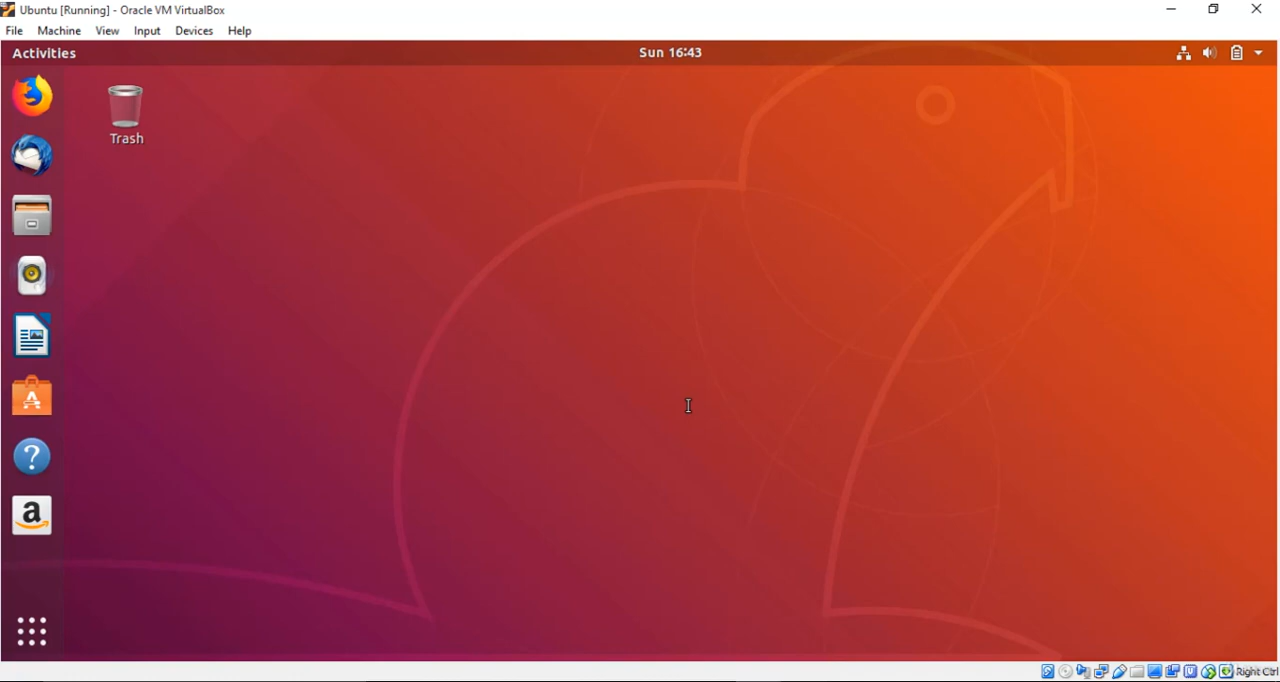 Ubuntu [Running] - Oracle VM VirtualBox
File Machine View Input Devices Help
Activities
Sun 16:43
Trash
Right Ctrl